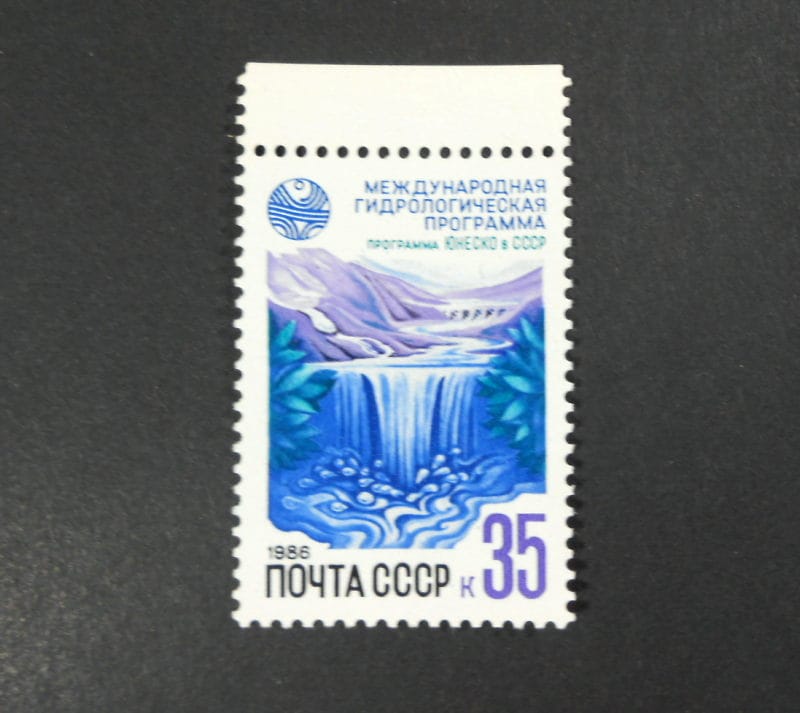 МЕЖДУНАРОДНАЯ
ГИДРОЛОГИЧЕСКАЯ
ПРОГРАММА
ПРОГРАММА ЮНЕСКО в СССР
1986
ПОЧТА СССР к 35